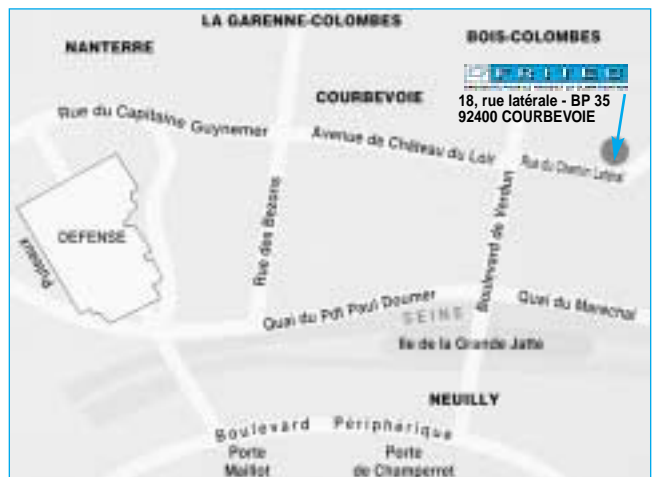 LA GARENNE-COLOMBES
NANTERRE
BOIS-COLOMBES
COURBEVOIE
18, rue latérale - BP 35
92400 COURBEVOIE
Rue du Capitaine Guynemer
Avenue de Château du Loir
Rue du Chemin Latéral
Rue des Bezons
Boulevard de Verdun
DEFENSE
Puteaux
Quai du Pdt Paul Doumer
Quai du Marechal
SEINE
Ile de la Grande Jatte
NEUILLY
Boulevard Périphérique
Porte
Maillot
Porte
de Champerret